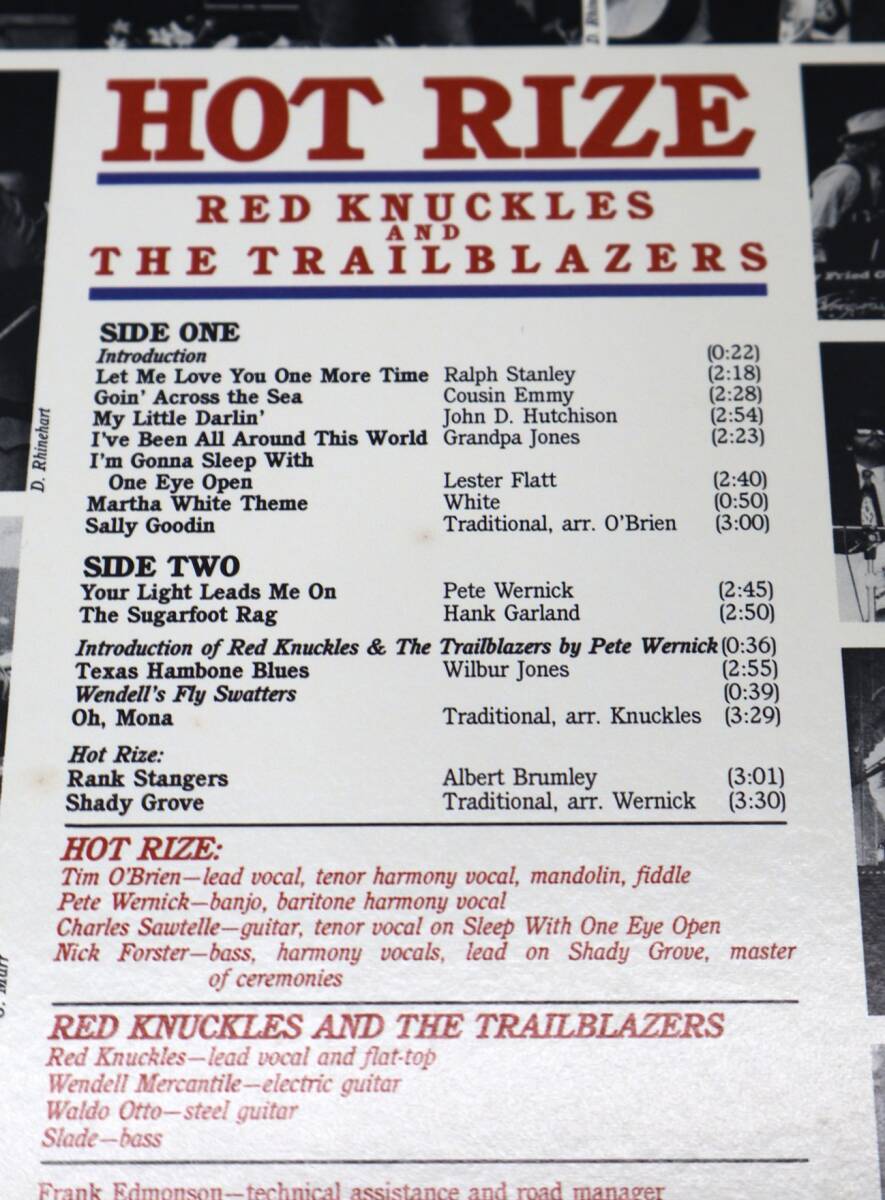 HOT RIZE
RED KNUCKLES
AND
THE TRAILBLAZERS
SIDE ONE
Introduction (0:22)
Let Me Love You One More Time Ralph Stanley (2:18)
Goin' Across the Sea Cousin Emmy (2:28)
My Little Darlin' John D. Hutchison (2:54)
I've Been All Around This World Grandpa Jones (2:23)
I'm Gonna Sleep With
One Eye Open Lester Flatt (2:40)
Martha White Theme White (0:50)
Sally Goodin Traditional, arr. O'Brien (3:00)
SIDE TWO
Your Light Leads Me On Pete Wernick (2:45)
The Sugarfoot Rag Hank Garland (2:50)
Introduction of Red Knuckles & The Trailblazers by Pete Wernick (0:36)
Texas Hambone Blues Wilbur Jones (2:55)
Wendell's Fly Swatters (0:39)
Oh, Mona Traditional, arr. Knuckles (3:29)
Hot Rize:
Rank Stangers Albert Brumley (3:01)
Shady Grove Traditional, arr. Wernick (3:30)
HOT RIZE:
Tim O'Brien—lead vocal, tenor harmony vocal, mandolin, fiddle
Pete Wernick—banjo, baritone harmony vocal
Charles Sawtelle—guitar, tenor vocal on Sleep With One Eye Open
Nick Forster—bass, harmony vocals, lead on Shady Grove, master
of ceremonies
RED KNUCKLES AND THE TRAILBLAZERS
Red Knuckles—lead vocal and flat-top
Wendell Mercantile—electric guitar
Waldo Otto—steel guitar
Slade—bass
Frank Edmonson—technical assistance and road manager
D. Rhinehart
Fried